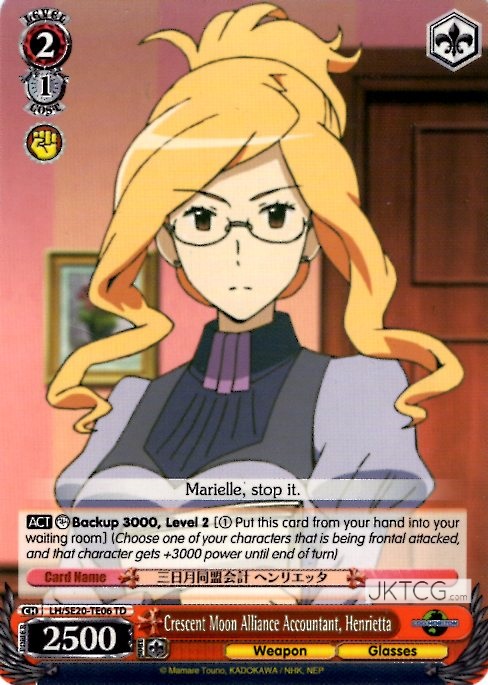 LEVEL
2
1
COST
Marielle, stop it.
ACT Backup 3000, Level 2 [① Put this card from your hand into your
waiting room] (Choose one of your characters that is being frontal attacked,
and that character gets +3000 power until end of turn)
Card Name 三日月同盟会計 ヘンリエッタ
JKTCG.com
CH LH/SE20-TE06 TD
POWER 2500
Crescent Moon Alliance Accountant, Henrietta
Weapon Glasses
© Mamare Touno, KADOKAWA / NHK, NEP